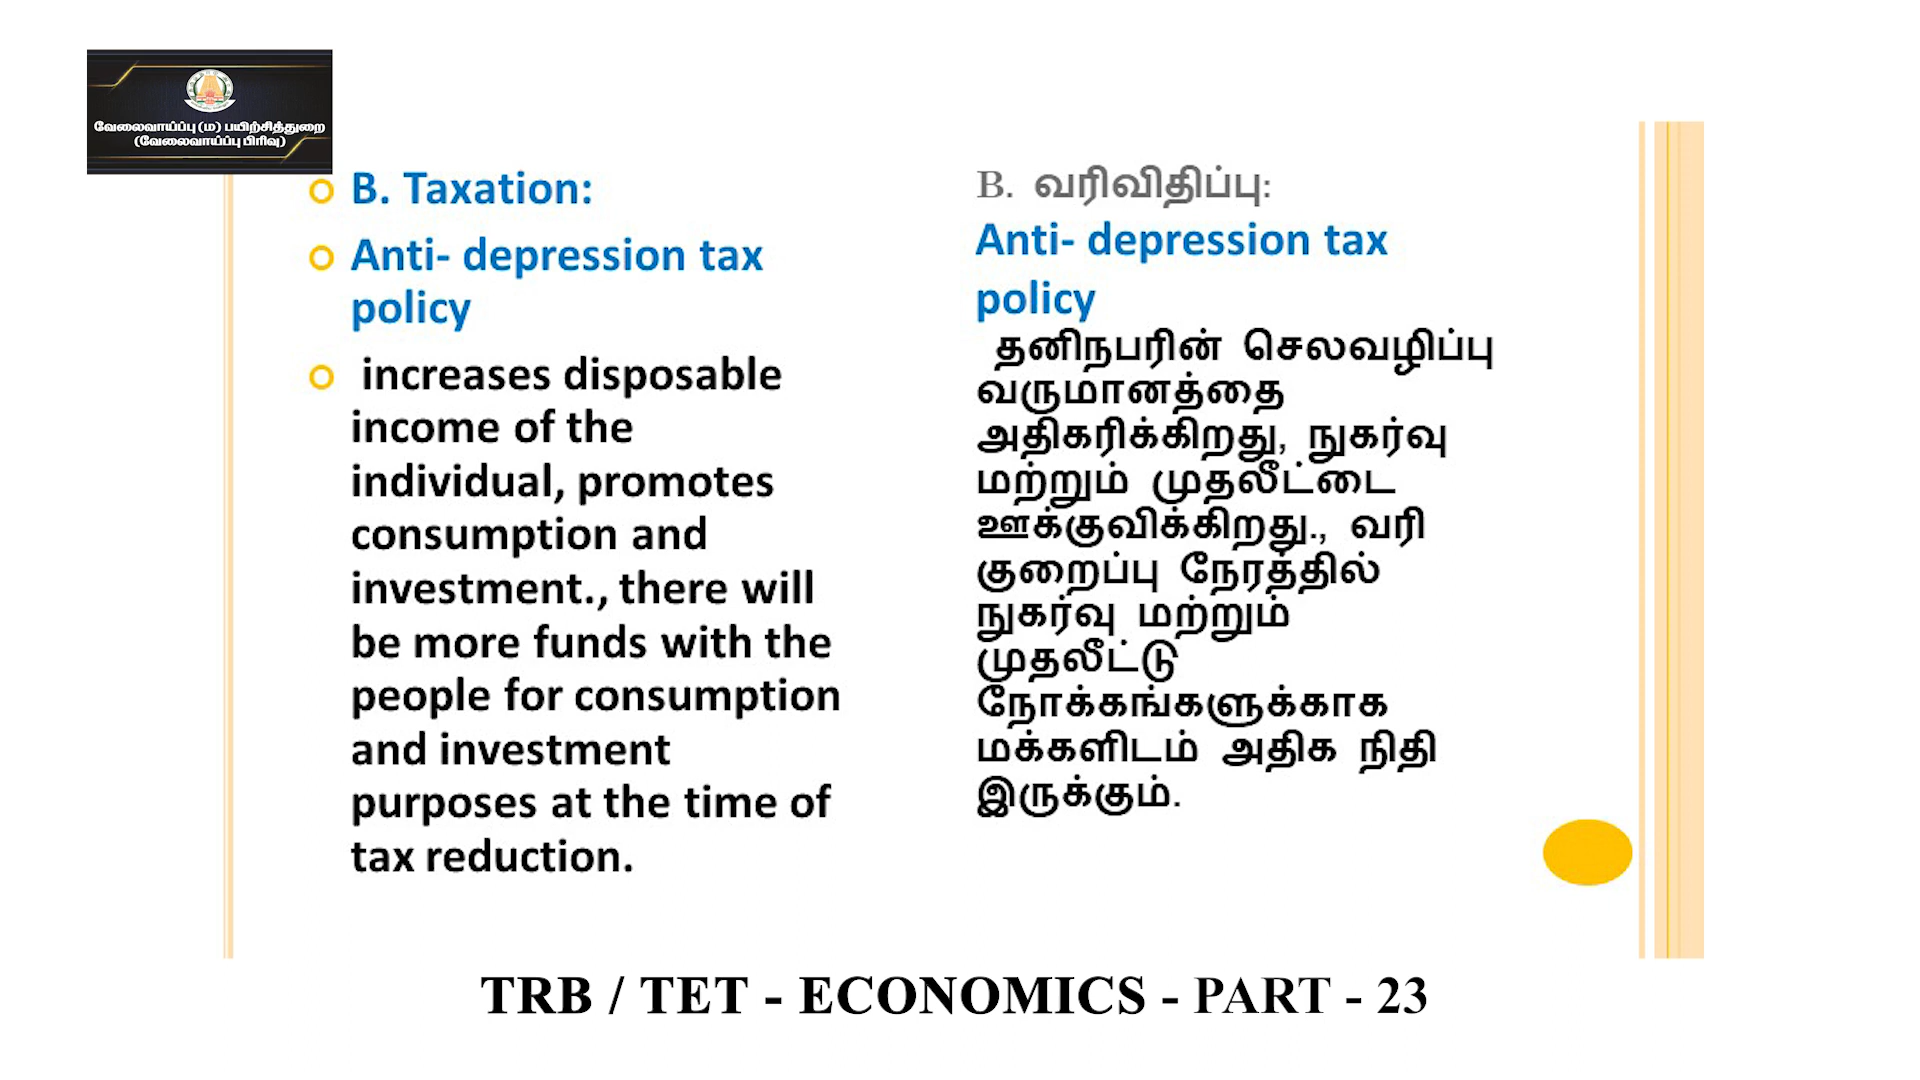 வேலைவாய்ப்பு (ம) பயிற்சித்துறை
(வேலைவாய்ப்பு பிரிவு)
B. Taxation:
Anti- depression tax
policy
increases disposable
income of the
individual, promotes
consumption and
investment., there will
be more funds with the
people for consumption
and investment
purposes at the time of
tax reduction.
B. வரிவிதிப்பு:
Anti- depression tax
policy
தனிநபரின் செலவழிப்பு
வருமானத்தை
அதிகரிக்கிறது, நுகர்வு
மற்றும் முதலீட்டை
ஊக்குவிக்கிறது., வரி
குறைப்பு நேரத்தில்
நுகர்வு மற்றும்
முதலீட்டு
நோக்கங்களுக்காக
மக்களிடம் அதிக நிதி
இருக்கும்.
TRB / TET - ECONOMICS - PART - 23